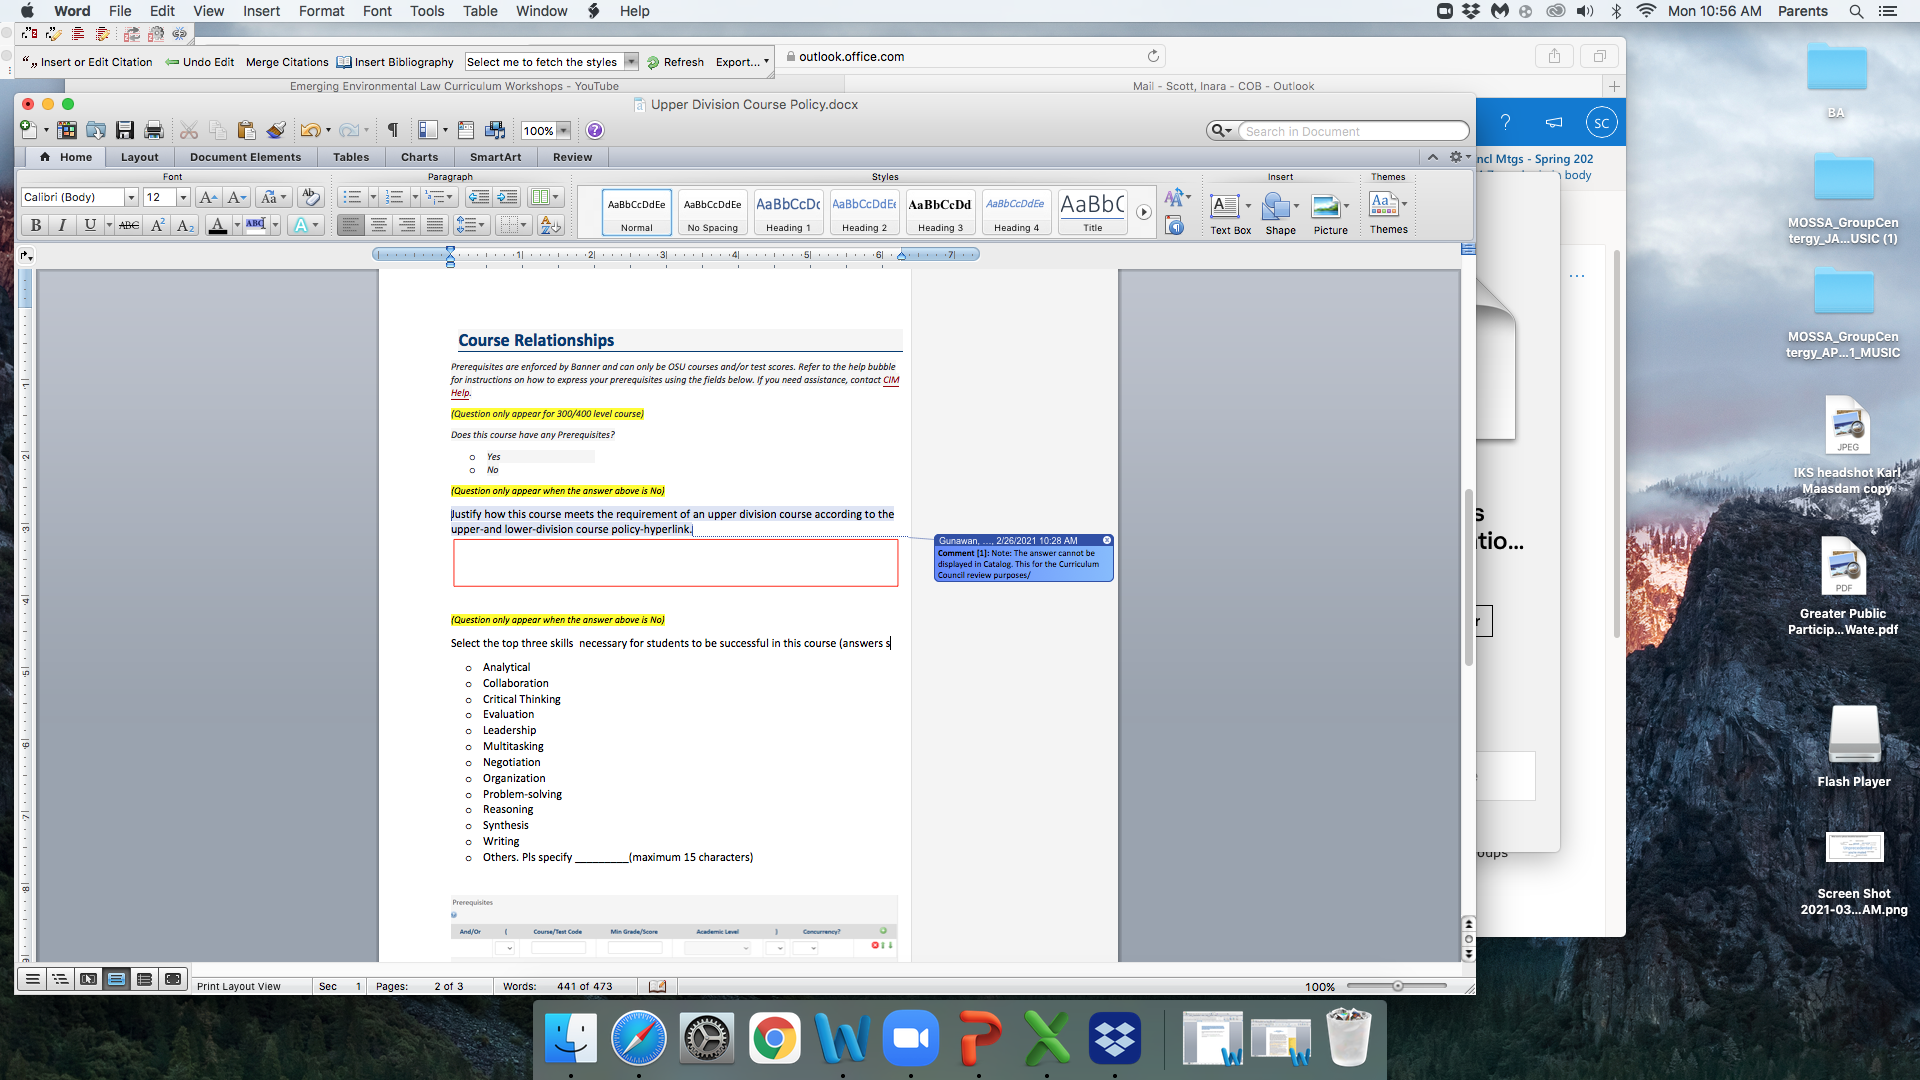 Word File Edit View Insert Format Font Tools Table Window Help
Mon 10:56 AM Parents
Insert or Edit Citation Undo Edit Merge Citations Insert Bibliography Select me to fetch the styles Refresh Export...
outlook.office.com
Emerging Environmental Law Curriculum Workshops - YouTube
Mail - Scott, Inara - COB - Outlook
Upper Division Course Policy.docx
100%
Search in Document
SC
Home Layout Document Elements Tables Charts SmartArt Review
ncl Mtgs - Spring 202
in body
Font Paragraph Styles Insert Themes
Calibri (Body) 12
AaBbCcDdEe AaBbCcDdEe AaBbCcDc AaBbCcDdEe AaBbCcDd AaBbCcDdEe AaBbC
Normal No Spacing Heading 1 Heading 2 Heading 3 Heading 4 Title
Text Box Shape Picture Themes
Course Relationships
Prerequisites are enforced by Banner and can only be OSU courses and/or test scores. Refer to the help bubble
for instructions on how to express your prerequisites using the fields below. If you need assistance, contact CIM
Help.
(Question only appear for 300/400 level course)
Does this course have any Prerequisites?
Yes
No
(Question only appear when the answer above is No)
Justify how this course meets the requirement of an upper division course according to the
upper-and lower-division course policy-hyperlink.
Gunawan, ..., 2/26/2021 10:28 AM
Comment [1]: Note: The answer cannot be
displayed in Catalog. This for the Curriculum
Council review purposes/
(Question only appear when the answer above is No)
Select the top three skills  necessary for students to be successful in this course (answers s
Analytical
Collaboration
Critical Thinking
Evaluation
Leadership
Multitasking
Negotiation
Organization
Problem-solving
Reasoning
Synthesis
Writing
Others. Pls specify _________(maximum 15 characters)
Prerequisites
And/Or ( Course/Test Code Min Grade/Score Academic Level ) Concurrency?
Print Layout View Sec 1 Pages: 2 of 3 Words: 441 of 473 100%
s
tio...
r
oups
BA
MOSSA_GroupCen
tergy_JA...USIC (1)
MOSSA_GroupCen
tergy_AP...1_MUSIC
JPEG
IKS headshot Karl
Maasdam copy
PDF
Greater Public
Particip...Wate.pdf
Flash Player
Screen Shot
2021-03...AM.png